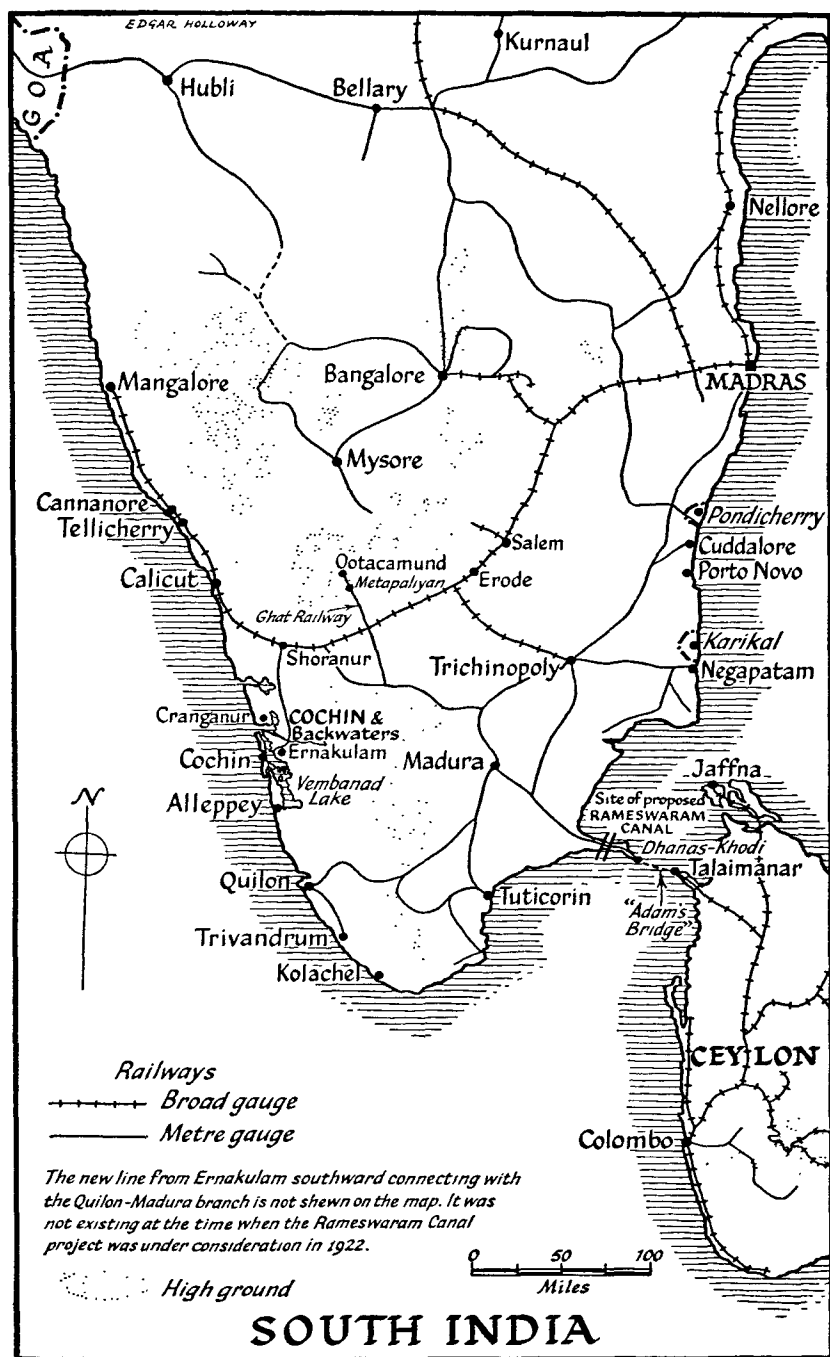 EDGAR HOLLOWAY
GOA
Kurnaul
Hubli
Bellary
Nellore
Mangalore
Bangalore
MADRAS
Mysore
Cannanore
Tellicherry
Pondicherry
Salem
Cuddalore
Ootacamund
Metapaliyan
Erode
Porto Novo
Calicut
Ghat Railway
Shoranur
Karikal
Trichinopoly
Negapatam
Cranganur
COCHIN &
Backwaters
Ernakulam
Cochin
Madura
Vembanad
Lake
Jaffna
Alleppey
Site of proposed
RAMESWARAM
CANAL
Dhanas-Khodi
Talaimanar
N
Quilon
Tuticorin
"Adam's
Bridge"
Trivandrum
Kolachel
CEYLON
Railways
Broad gauge
Metre gauge
Colombo
The new line from Ernakulam southward connecting with
the Quilon-Madura branch is not shewn on the map. It was
not existing at the time when the Rameswaram Canal
project was under consideration in 1922.
High ground
0 50 100
Miles
SOUTH INDIA